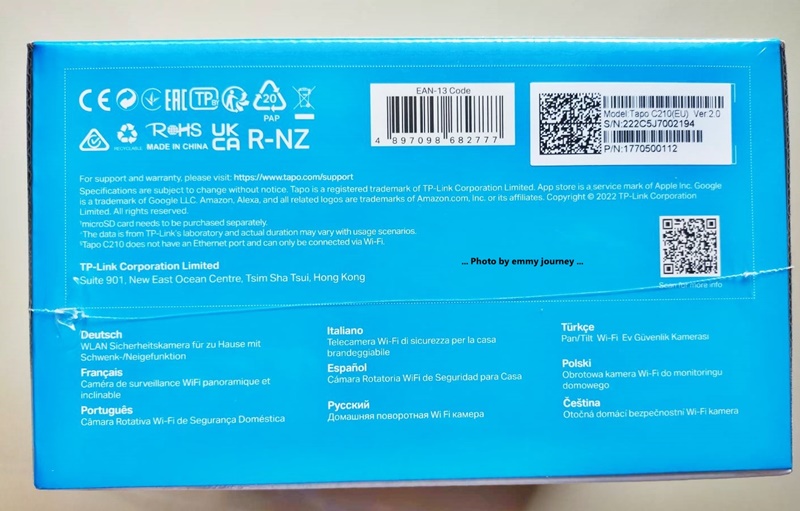 CE EAC TP BY 20 PAP
RoHS MADE IN CHINA UK CA R-NZ
RECYCLABLE
EAN-13 Code
4 897098 682777
Model Tapo C210(EU) Ver.2.0
S/N:222C5J7002194
P/N:1770500112
For support and warranty, please visit: https://www.tapo.com/support
Specifications are subject to change without notice. Tapo is a registered trademark of TP-Link Corporation Limited. App store is a service mark of Apple Inc. Google
is a trademark of Google LLC. Amazon, Alexa, and all related logos are trademarks of Amazon.com, Inc. or its affiliates. Copyright © 2022 TP-Link Corporation
Limited. All rights reserved.
¹microSD card needs to be purchased separately.
²The data is from TP-Link's laboratory and actual duration may vary with usage scenarios.
³Tapo C210 does not have an Ethernet port and can only be connected via Wi-Fi.
TP-Link Corporation Limited
Suite 901, New East Ocean Centre, Tsim Sha Tsui, Hong Kong
... Photo by emmy journey ...
Scan for more info
Deutsch
WLAN Sicherheitskamera für zu Hause mit
Schwenk-/Neigefunktion
Français
Caméra de surveillance WiFi panoramique et
inclinable
Português
Câmara Rotativa Wi-Fi de Segurança Doméstica
Italiano
Telecamera Wi-Fi di sicurezza per la casa
brandeggiabile
Español
Cámara Rotatoria WiFi de Seguridad para Casa
Русский
Домашняя поворотная Wi Fi камера
Türkçe
Pan/Tilt Wi-Fi Ev Güvenlik Kamerası
Polski
Obrotowa kamera Wi-Fi do monitoringu
domowego
Čeština
Otočná domácí bezpečnostní Wi-Fi kamera